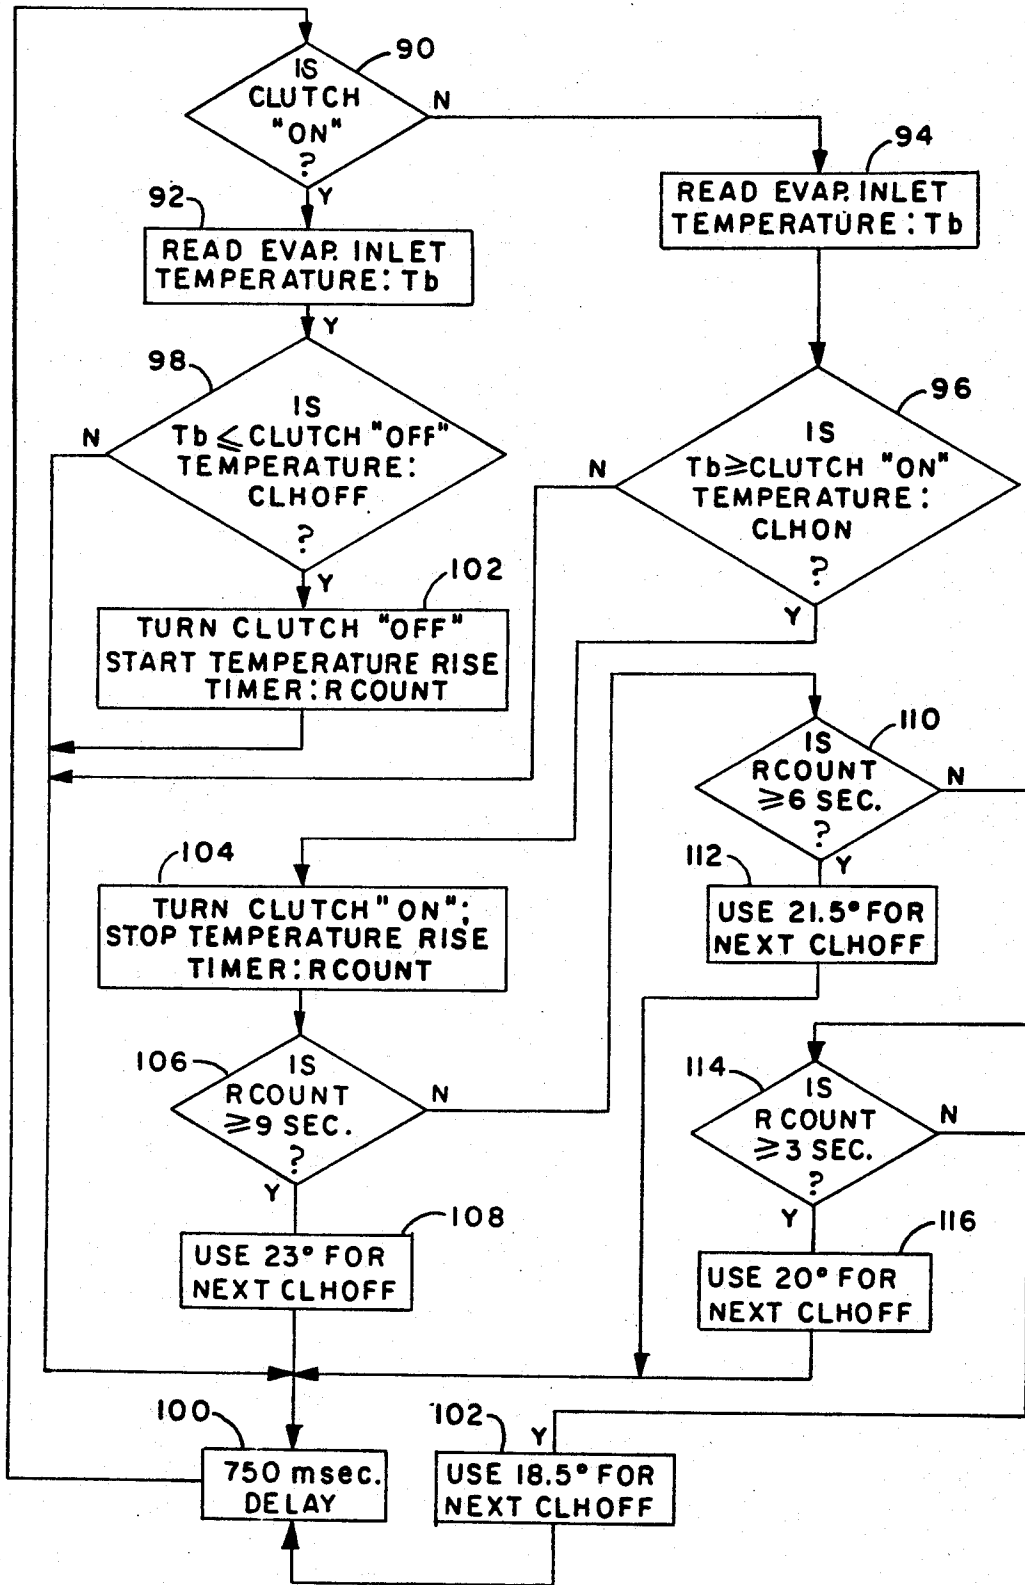 90
IS
CLUTCH
"ON"
?
N
Y
94
READ EVAP. INLET
TEMPERATURE: Tb
92
READ EVAP. INLET
TEMPERATURE: Tb
Y
98
IS
Tb ≤ CLUTCH "OFF"
TEMPERATURE:
CLHOFF
?
N
Y
96
IS
Tb ≥ CLUTCH "ON"
TEMPERATURE:
CLHON
?
N
Y
102
TURN CLUTCH "OFF"
START TEMPERATURE RISE
TIMER: RCOUNT
110
IS
RCOUNT
≥6 SEC.
?
N
Y
104
TURN CLUTCH "ON";
STOP TEMPERATURE RISE
TIMER: RCOUNT
112
USE 21.5° FOR
NEXT CLHOFF
106
IS
RCOUNT
≥9 SEC.
?
N
Y
114
IS
RCOUNT
≥3 SEC.
?
N
Y
108
USE 23° FOR
NEXT CLHOFF
116
USE 20° FOR
NEXT CLHOFF
100
750 msec.
DELAY
102
Y
USE 18.5° FOR
NEXT CLHOFF